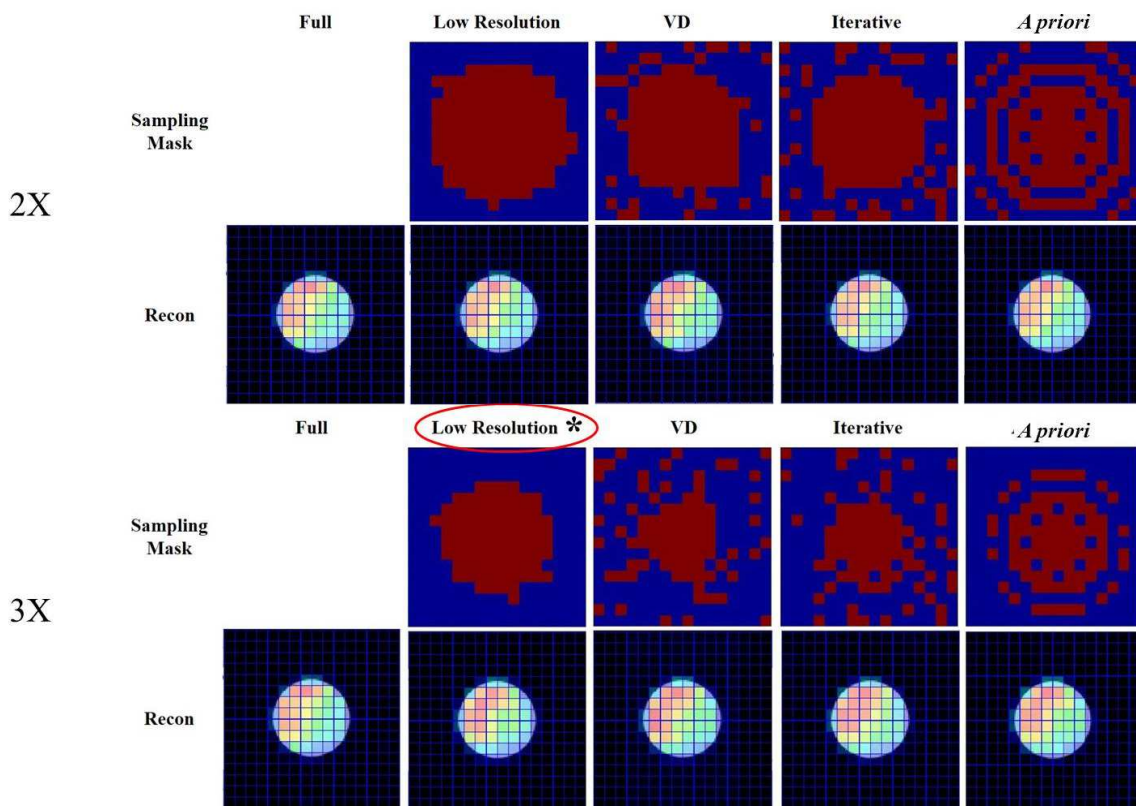 Full Low Resolution VD Iterative A priori
Sampling
Mask
2X
Recon
Full Low Resolution * VD Iterative A priori
Sampling
Mask
3X
Recon